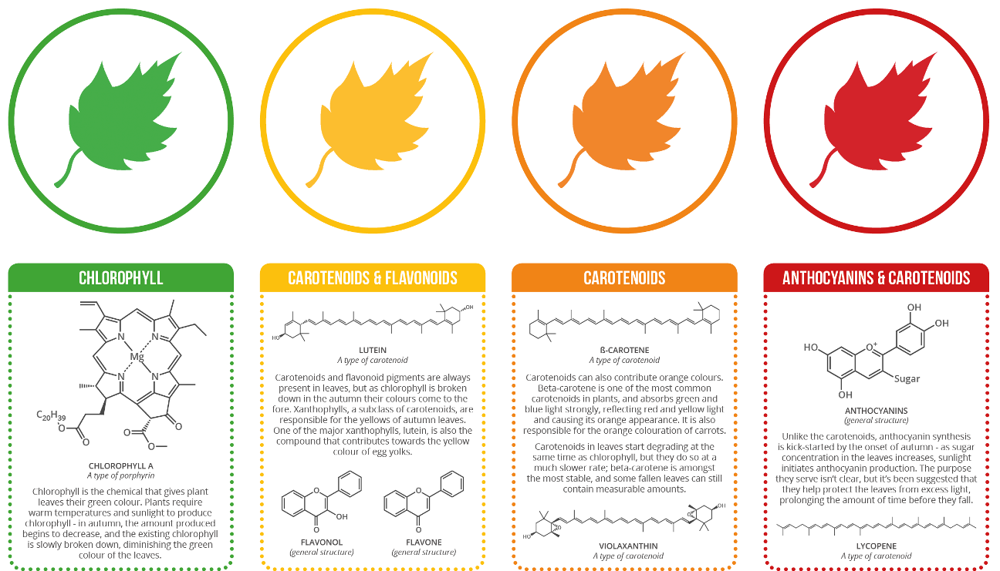 CHLOROPHYLL
N
N
Mg
N
N
C20H39
O
O
O
O
O
CHLOROPHYLL A
A type of porphyrin
Chlorophyll is the chemical that gives plant
leaves their green colour. Plants require
warm temperatures and sunlight to produce
chlorophyll - in autumn, the amount produced
begins to decrease, and the existing chlorophyll
is slowly broken down, diminishing the green
colour of the leaves.
CAROTENOIDS & FLAVONOIDS
OH
HO
LUTEIN
A type of carotenoid
Carotenoids and flavonoid pigments are always
present in leaves, but as chlorophyll is broken
down in the autumn their colours come to the
fore. Xanthophylls, a subclass of carotenoids, are
responsible for the yellows of autumn leaves.
One of the major xanthophylls, lutein, is also the
compound that contributes towards the yellow
colour of egg yolks.
O
OH
O
FLAVONOL
(general structure)
O
O
FLAVONE
(general structure)
CAROTENOIDS
ß-CAROTENE
A type of carotenoid
Carotenoids can also contribute orange colours.
Beta-carotene is one of the most common
carotenoids in plants, and absorbs green and
blue light strongly, reflecting red and yellow light
and causing its orange appearance. It is also
responsible for the orange colouration of carrots.
Carotenoids in leaves start degrading at the
same time as chlorophyll, but they do so at a
much slower rate; beta-carotene is amongst
the most stable, and some fallen leaves can still
contain measurable amounts.
OH
O
O
HO
VIOLAXANTHIN
A type of carotenoid
ANTHOCYANINS & CAROTENOIDS
OH
OH
HO
O+
Sugar
OH
ANTHOCYANINS
(general structure)
Unlike the carotenoids, anthocyanin synthesis
is kick-started by the onset of autumn - as sugar
concentration in the leaves increases, sunlight
initiates anthocyanin production. The purpose
they serve isn't clear, but it's been suggested that
they help protect the leaves from excess light,
prolonging the amount of time before they fall.
LYCOPENE
A type of carotenoid